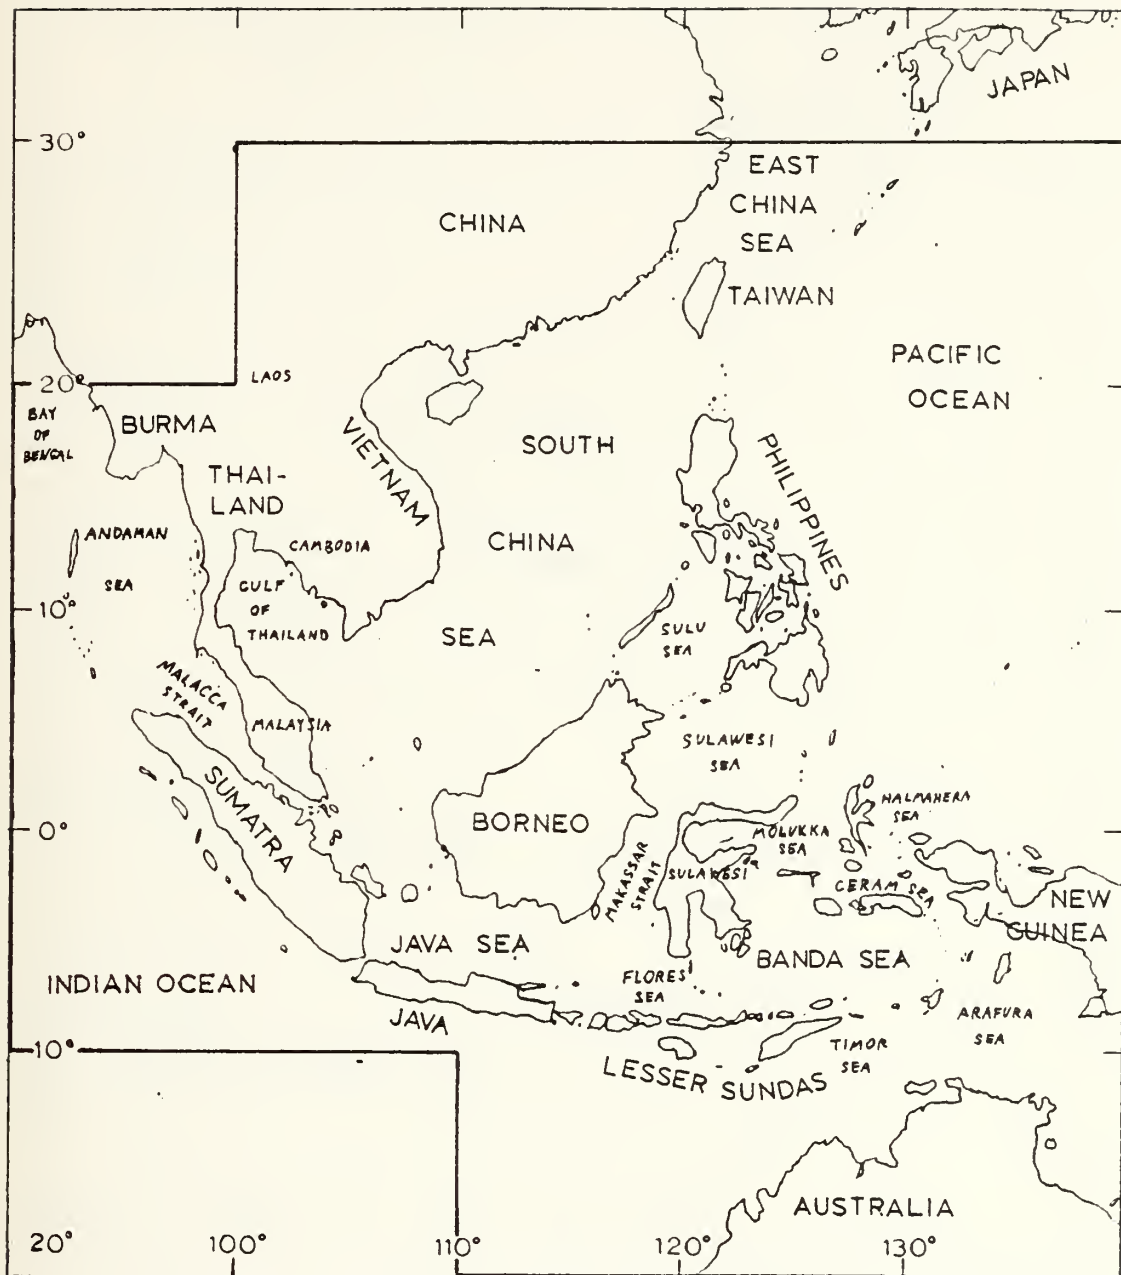 JAPAN
30°
EAST
CHINA
SEA
CHINA
TAIWAN
PACIFIC
OCEAN
20°
LAOS
BAY
OF
BENGAL
BURMA
VIETNAM
SOUTH
CHINA
SEA
PHILIPPINES
THAI-
LAND
ANDAMAN
SEA
CAMBODIA
GULF
OF
THAILAND
10°
SULU
SEA
MALACCA
STRAIT
MALAYSIA
SULAWESI
SEA
SUMATRA
0°
BORNEO
MAKASSAR
STRAIT
MOLUKKA
SEA
HALMAHERA
SEA
SULAWESI
CERAM SEA
NEW
GUINEA
JAVA SEA
BANDA SEA
FLORES
SEA
INDIAN OCEAN
JAVA
ARAFURA
SEA
TIMOR
SEA
10°
LESSER SUNDAS
AUSTRALIA
20°
100°
110°
120°
130°